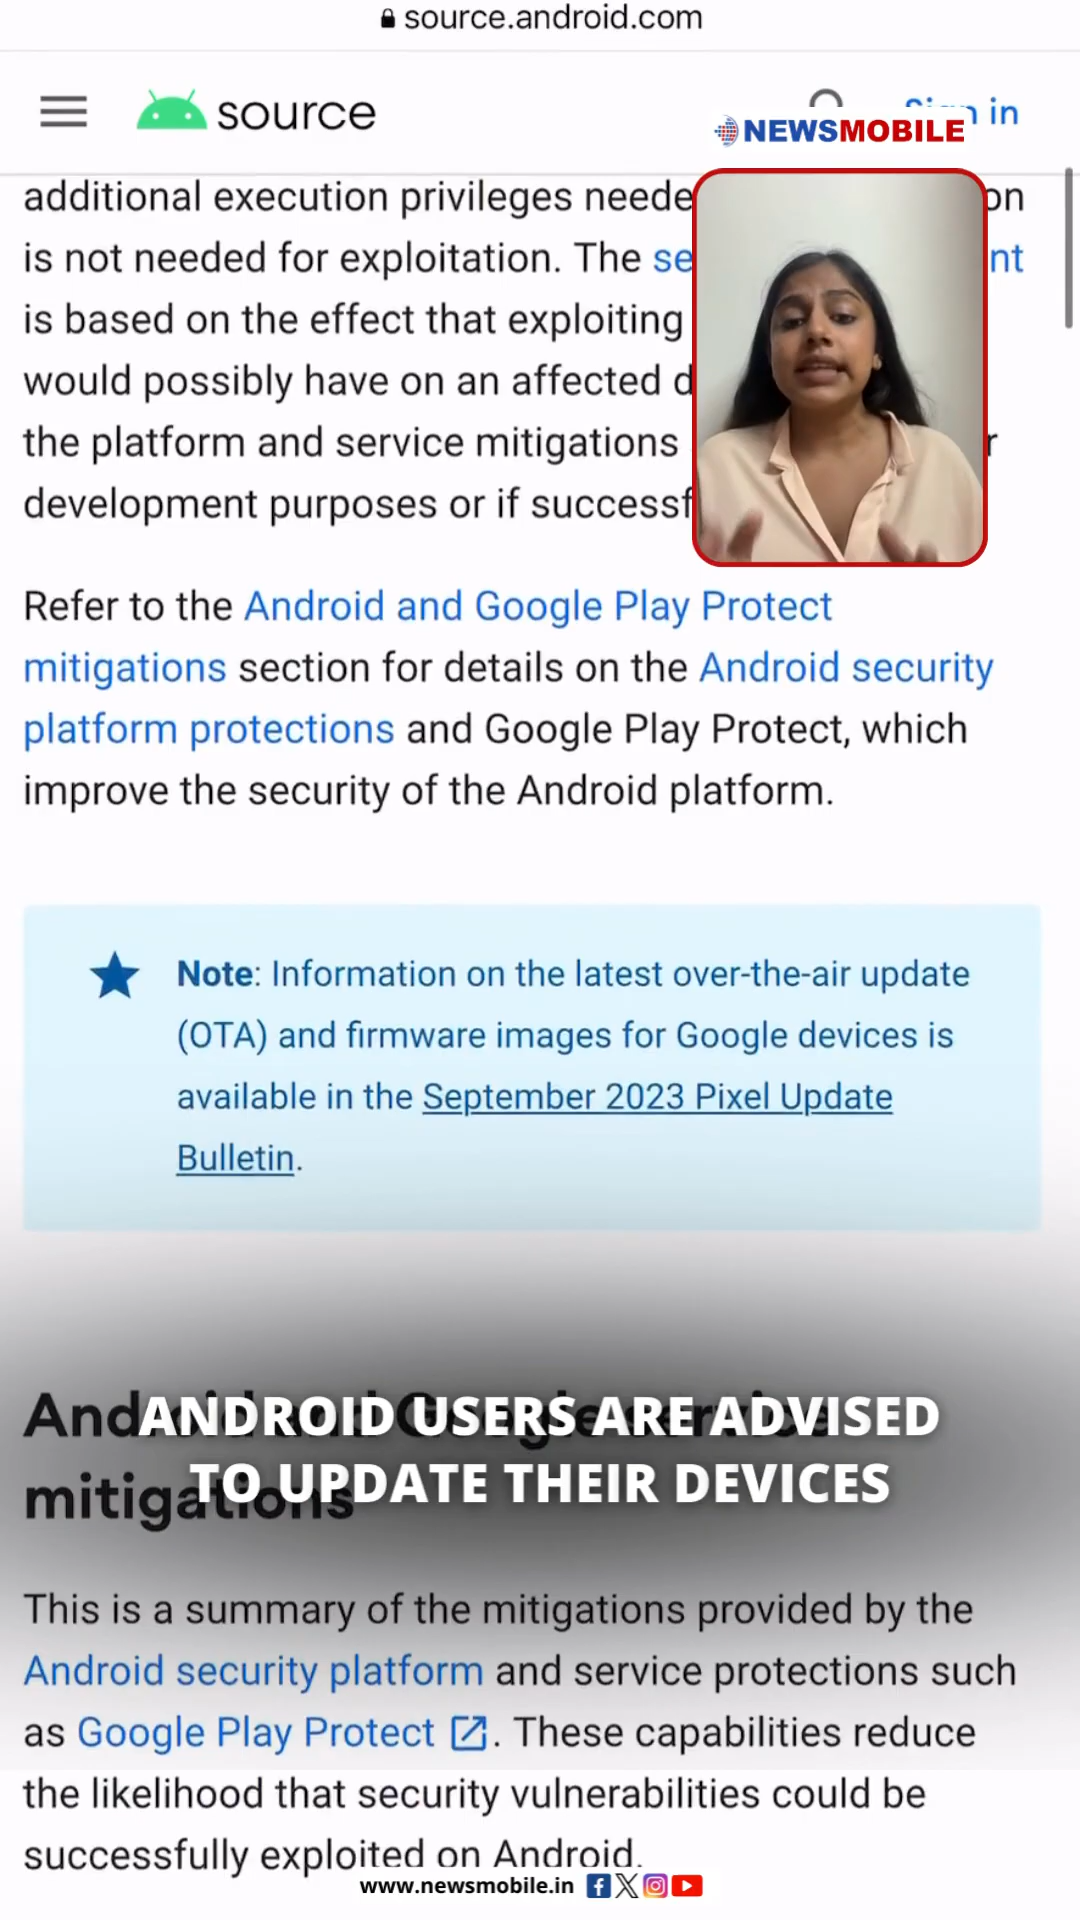 source.android.com
source
Sign in
NEWSMOBILE
additional execution privileges
is not needed for exploitation. The
is based on the effect that exploiting
would possibly have on an affected
the platform and service mitigations
development purposes or if
Refer to the Android and Google Play Protect
mitigations section for details on the Android security
platform protections and Google Play Protect, which
improve the security of the Android platform.
Note: Information on the latest over-the-air update
(OTA) and firmware images for Google devices is
available in the September 2023 Pixel Update
Bulletin.
ANDROID USERS ARE ADVISED
mitigations
TO UPDATE THEIR DEVICES
This is a summary of the mitigations provided by the
Android security platform and service protections such
as Google Play Protect. These capabilities reduce
the likelihood that security vulnerabilities could be
successfully exploited on Android.
www.newsmobile.in